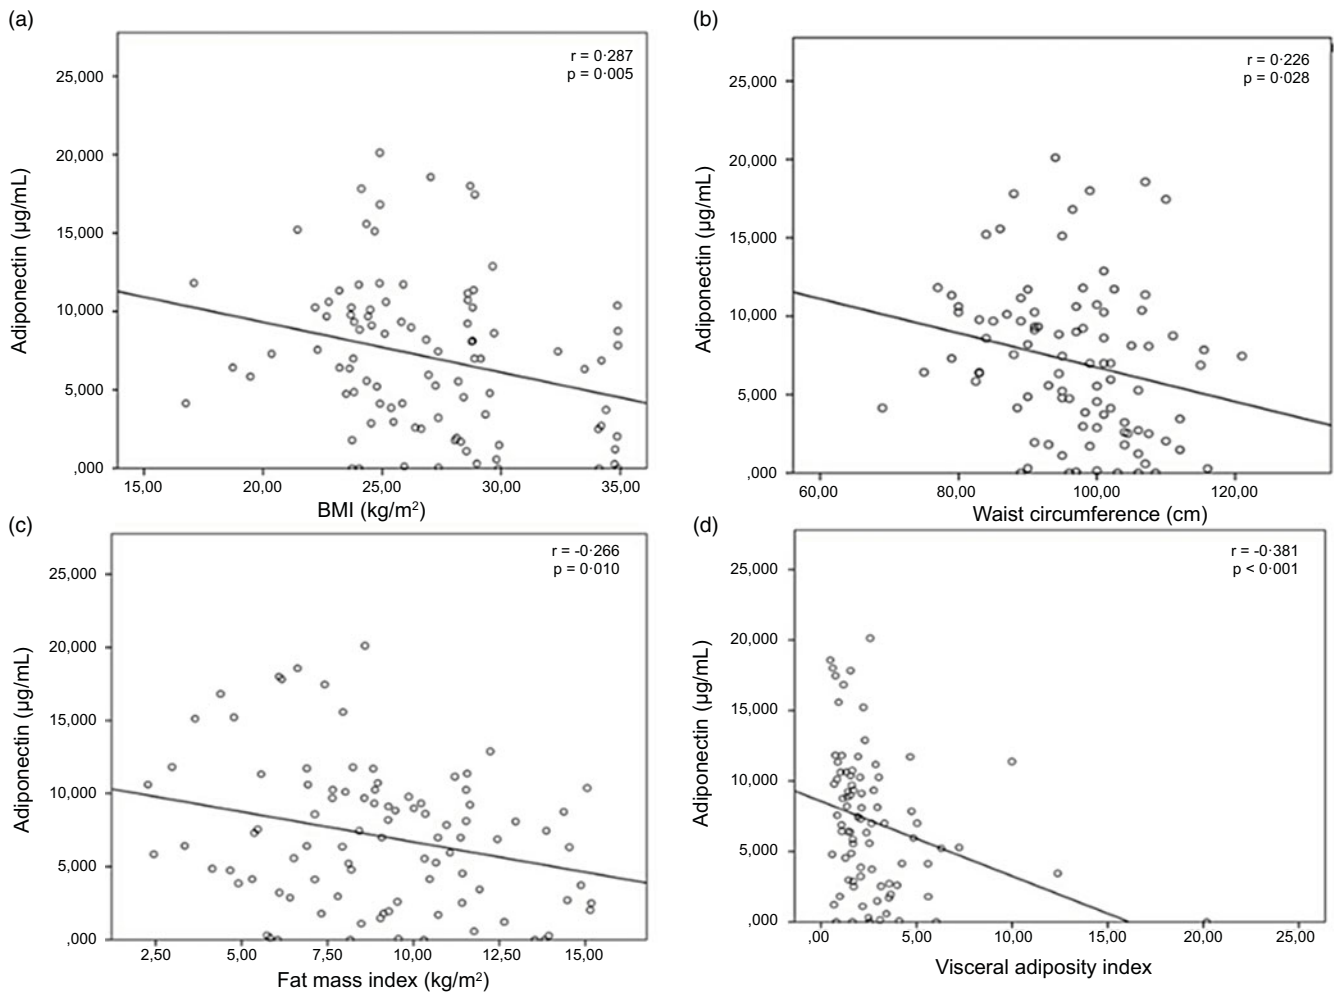 (a)
r = 0·287
p = 0·005
Adiponectin (µg/mL)
25,000
20,000
15,000
10,000
5,000
,000
15,00 20,00 25,00 30,00 35,00
BMI (kg/m²)
(b)
r = 0·226
p = 0·028
Adiponectin (µg/mL)
25,000
20,000
15,000
10,000
5,000
,000
60,00 80,00 100,00 120,00
Waist circumference (cm)
(c)
r = -0·266
p = 0·010
Adiponectin (µg/mL)
25,000
20,000
15,000
10,000
5,000
,000
2,50 5,00 7,50 10,00 12,50 15,00
Fat mass index (kg/m²)
(d)
r = -0·381
p < 0·001
Adiponectin (µg/mL)
25,000
20,000
15,000
10,000
5,000
,000
,00 5,00 10,00 15,00 20,00 25,00
Visceral adiposity index